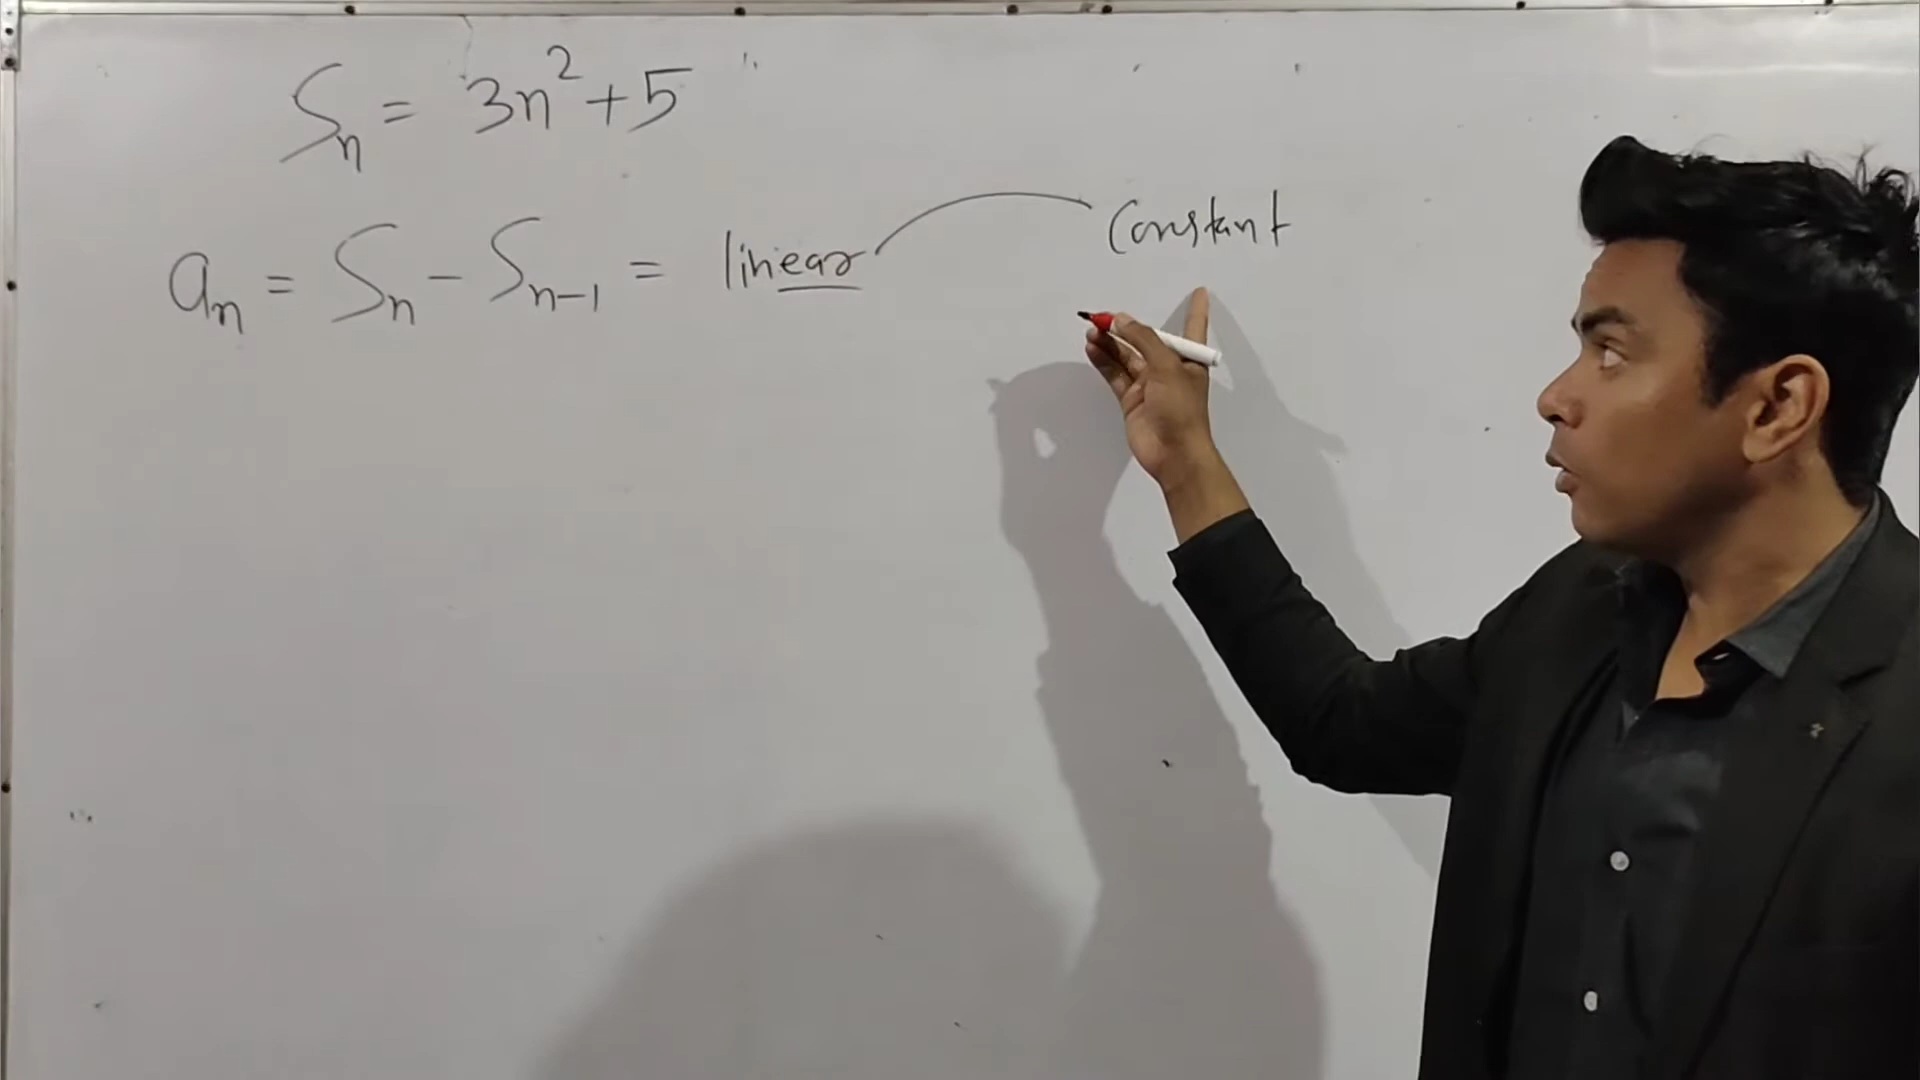 Sₙ = 3n² + 5
aₙ = Sₙ − Sₙ₋₁ = linear Constant